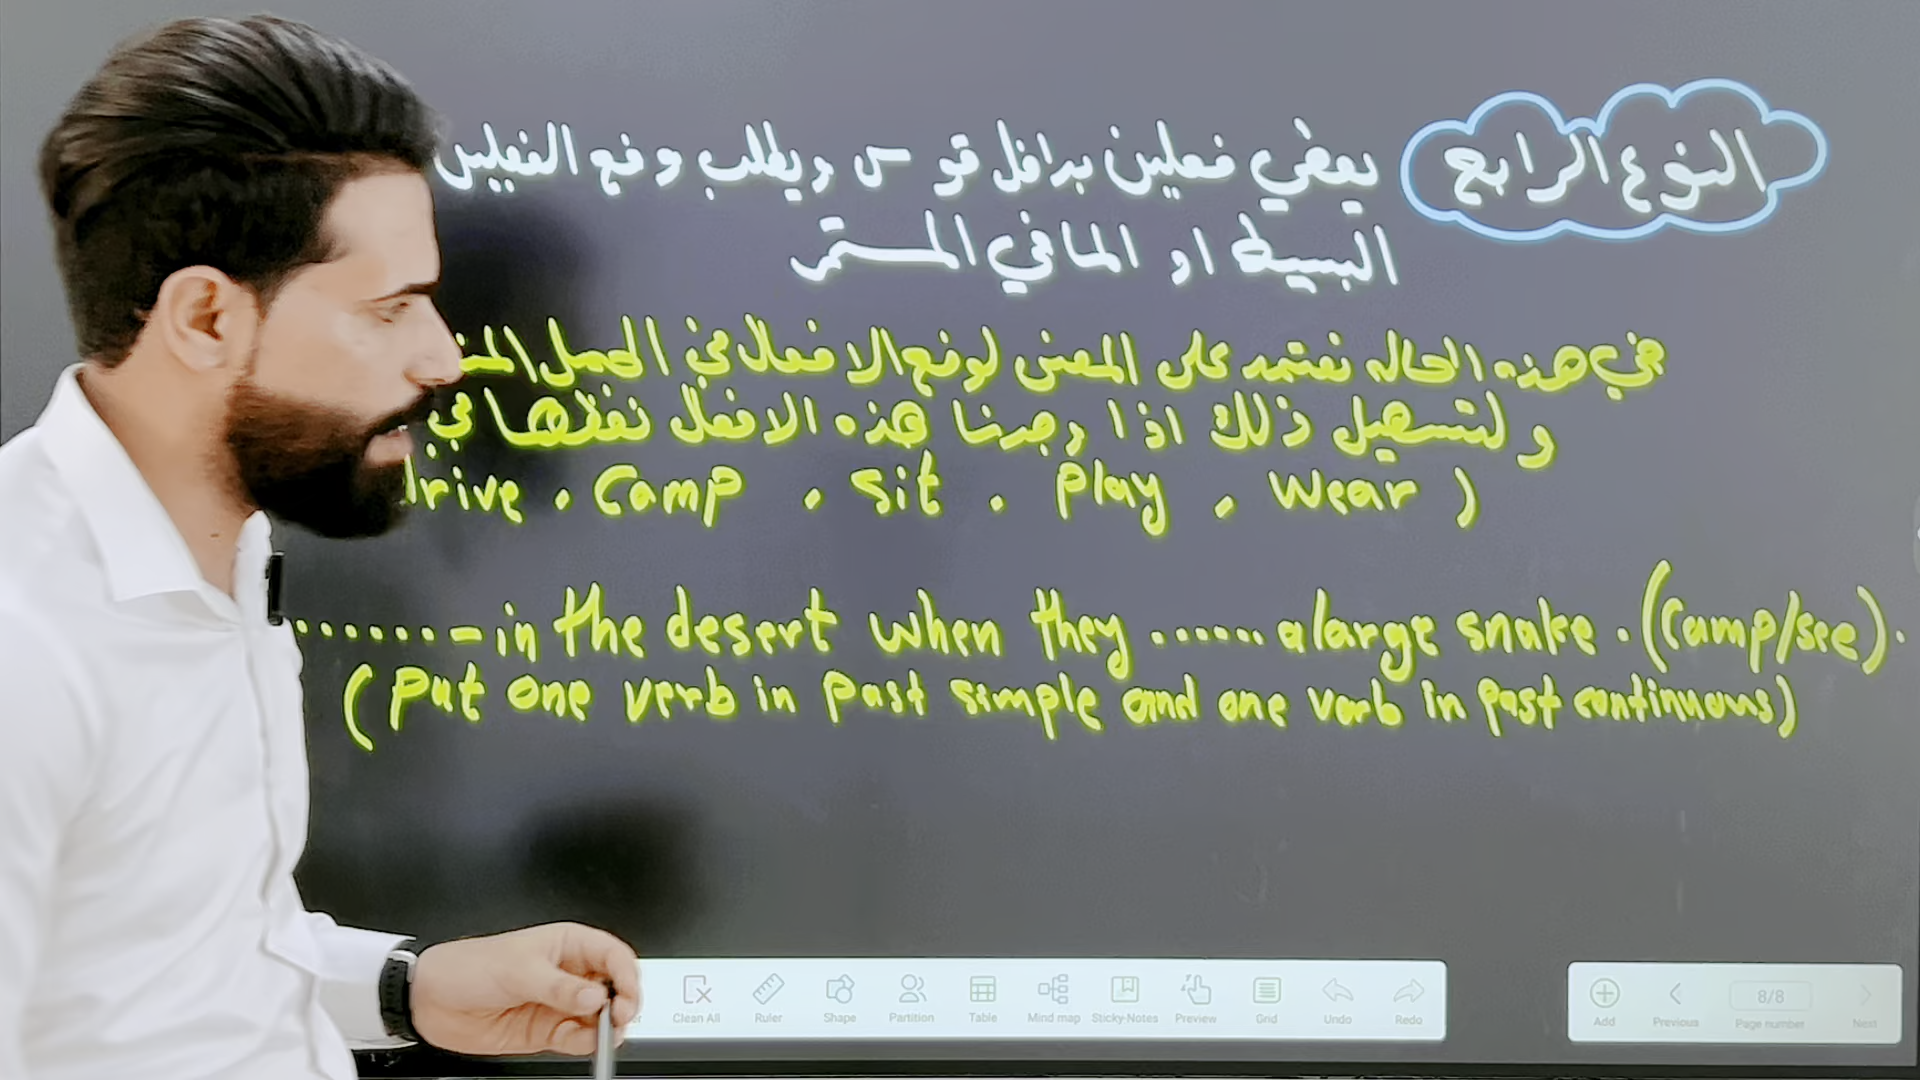 النوع الرابع
يعطي فعلين بداخل قوس ويطلب وضع الفعلين
البسيط او الماضي المستمر
في هذه الحاله نعتمد على المعنى لوضع الافعال في الجمل
ولتسهيل ذلك اذا وجدنا هذه الافعال نضعها في
drive . Camp . Sit . Play . Wear )
....... in the desert when they ...... a large snake . (Camp/see).
( Put one verb in past simple and one verb in past continuous)
Clean All Ruler Shape Partition Table Mind map Sticky-Notes Preview Grid Undo Redo
Add Previous 8/8 Page number Next